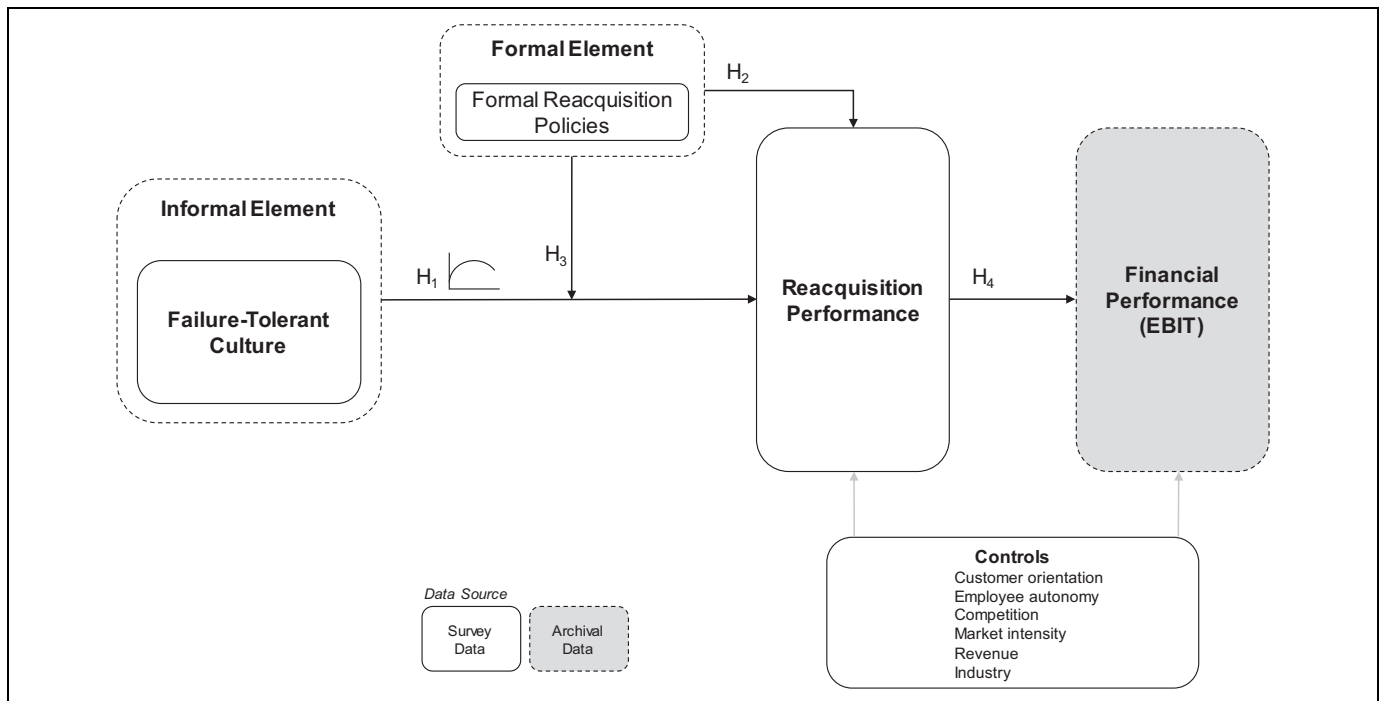 Formal Element
Formal Reacquisition
Policies
H2
Informal Element
Failure-Tolerant
Culture
H1
H3
Reacquisition
Performance
H4
Financial
Performance
(EBIT)
Controls
Customer orientation
Employee autonomy
Competition
Market intensity
Revenue
Industry
Data Source
Survey
Data
Archival
Data